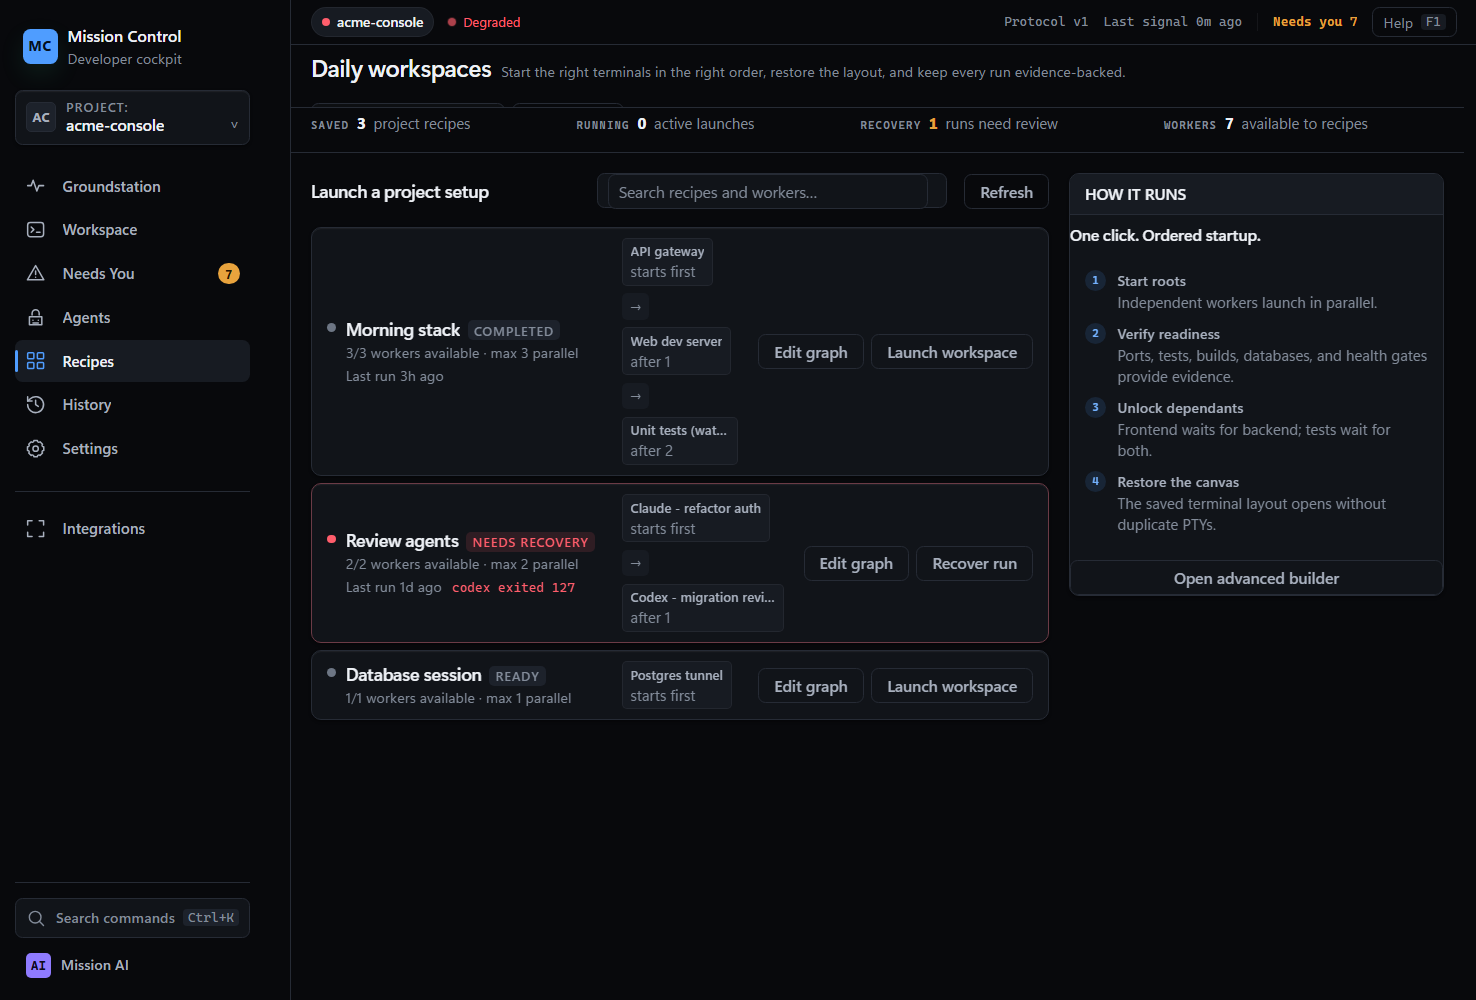 MC
Mission Control
Developer cockpit
AC
PROJECT:
acme-console
v
Groundstation
Workspace
Needs You
7
Agents
Recipes
History
Settings
Integrations
Search commands Ctrl+K
AI
Mission AI
acme-console
Degraded
Protocol v1 Last signal 0m ago
Needs you 7
Help F1
Daily workspaces
Start the right terminals in the right order, restore the layout, and keep every run evidence-backed.
SAVED 3 project recipes
RUNNING 0 active launches
RECOVERY 1 runs need review
WORKERS 7 available to recipes
Launch a project setup
Search recipes and workers...
Refresh
Morning stack COMPLETED
3/3 workers available · max 3 parallel
Last run 3h ago
API gateway
starts first
→
Web dev server
after 1
→
Unit tests (wat...
after 2
Edit graph
Launch workspace
Review agents NEEDS RECOVERY
2/2 workers available · max 2 parallel
Last run 1d ago codex exited 127
Claude - refactor auth
starts first
→
Codex - migration revi...
after 1
Edit graph
Recover run
Database session READY
1/1 workers available · max 1 parallel
Postgres tunnel
starts first
Edit graph
Launch workspace
HOW IT RUNS
One click. Ordered startup.
1 Start roots
Independent workers launch in parallel.
2 Verify readiness
Ports, tests, builds, databases, and health gates
provide evidence.
3 Unlock dependants
Frontend waits for backend; tests wait for
both.
4 Restore the canvas
The saved terminal layout opens without
duplicate PTYs.
Open advanced builder